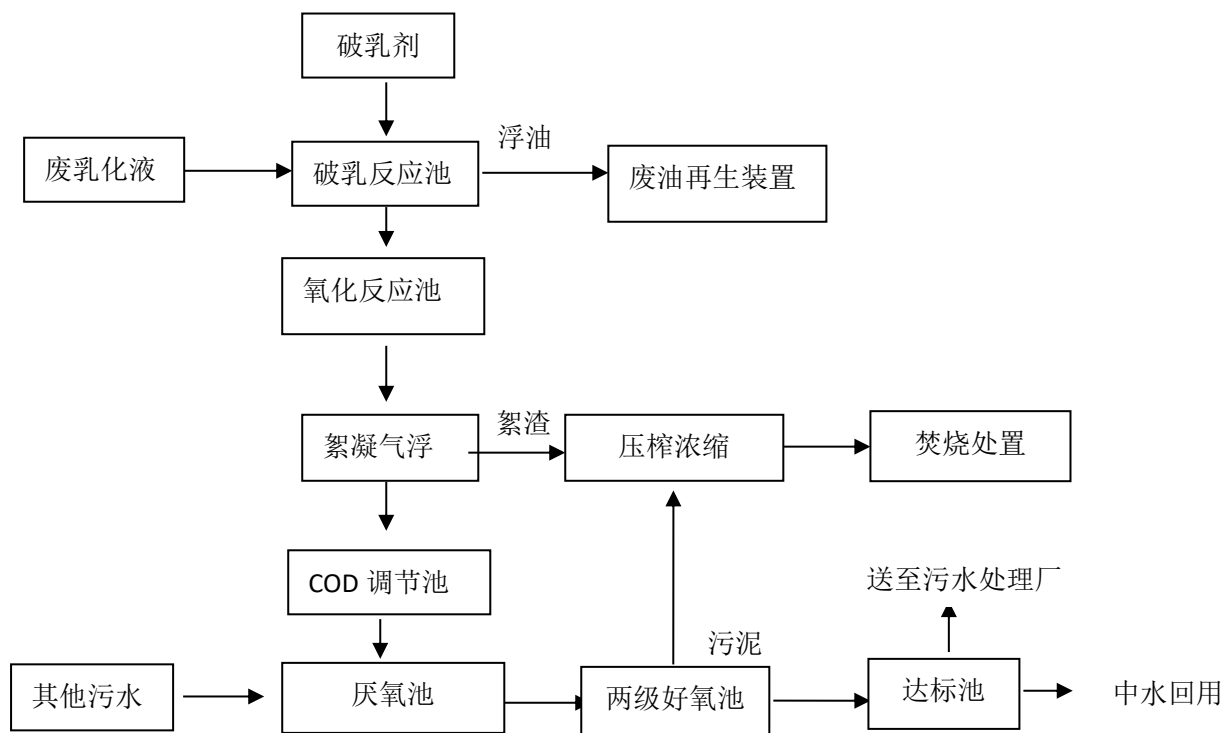 破乳剂
浮油
废乳化液
破乳反应池
废油再生装置
氧化反应池
絮渣
絮凝气浮
压榨浓缩
焚烧处置
COD 调节池
送至污水处理厂
污泥
其他污水
厌氧池
两级好氧池
达标池
中水回用